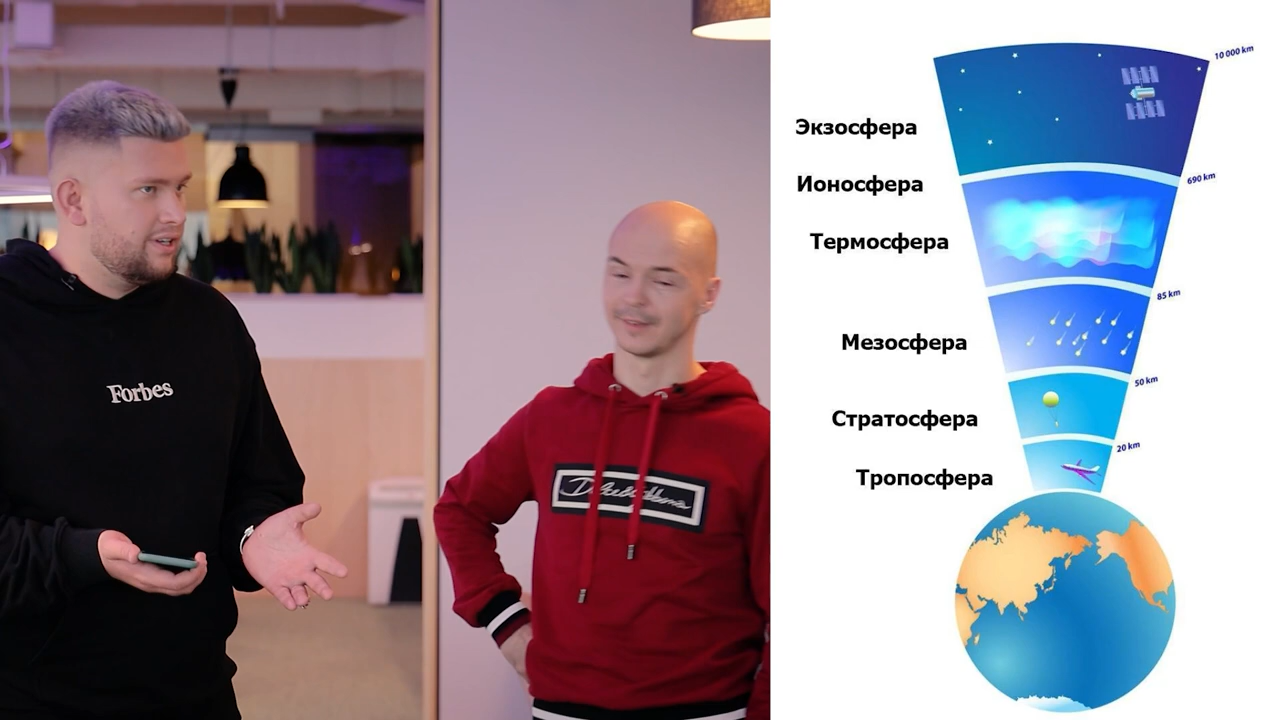 Forbes
10 000 km
Экзосфера
Ионосфера
690 km
Термосфера
85 km
Мезосфера
50 km
Стратосфера
20 km
Тропосфера